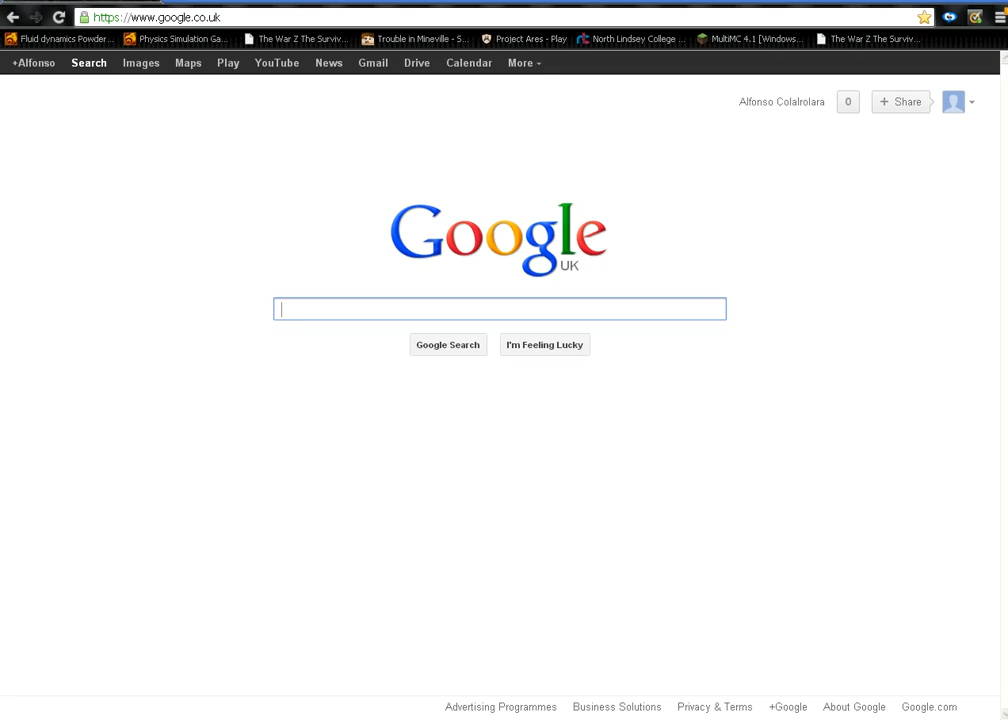 https://www.google.co.uk
Fluid dynamics Powder... Physics Simulation Ga... The War Z The Surviv... Trouble in Mineville - S... Project Ares - Play North Lindsey College ... MultiMC 4.1 [Windows... The War Z The Surviv...
+Alfonso Search Images Maps Play YouTube News Gmail Drive Calendar More
Alfonso Colalrolara 0 + Share
Google
UK
Google Search I'm Feeling Lucky
Advertising Programmes Business Solutions Privacy & Terms +Google About Google Google.com